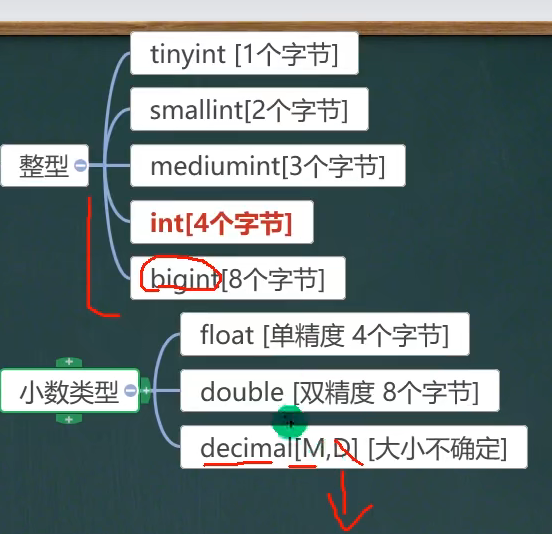 整型
tinyint [1个字节]
smallint[2个字节]
mediumint[3个字节]
int[4个字节]
bigint[8个字节]
小数类型
float [单精度 4个字节]
double [双精度 8个字节]
decimal[M,D] [大小不确定]